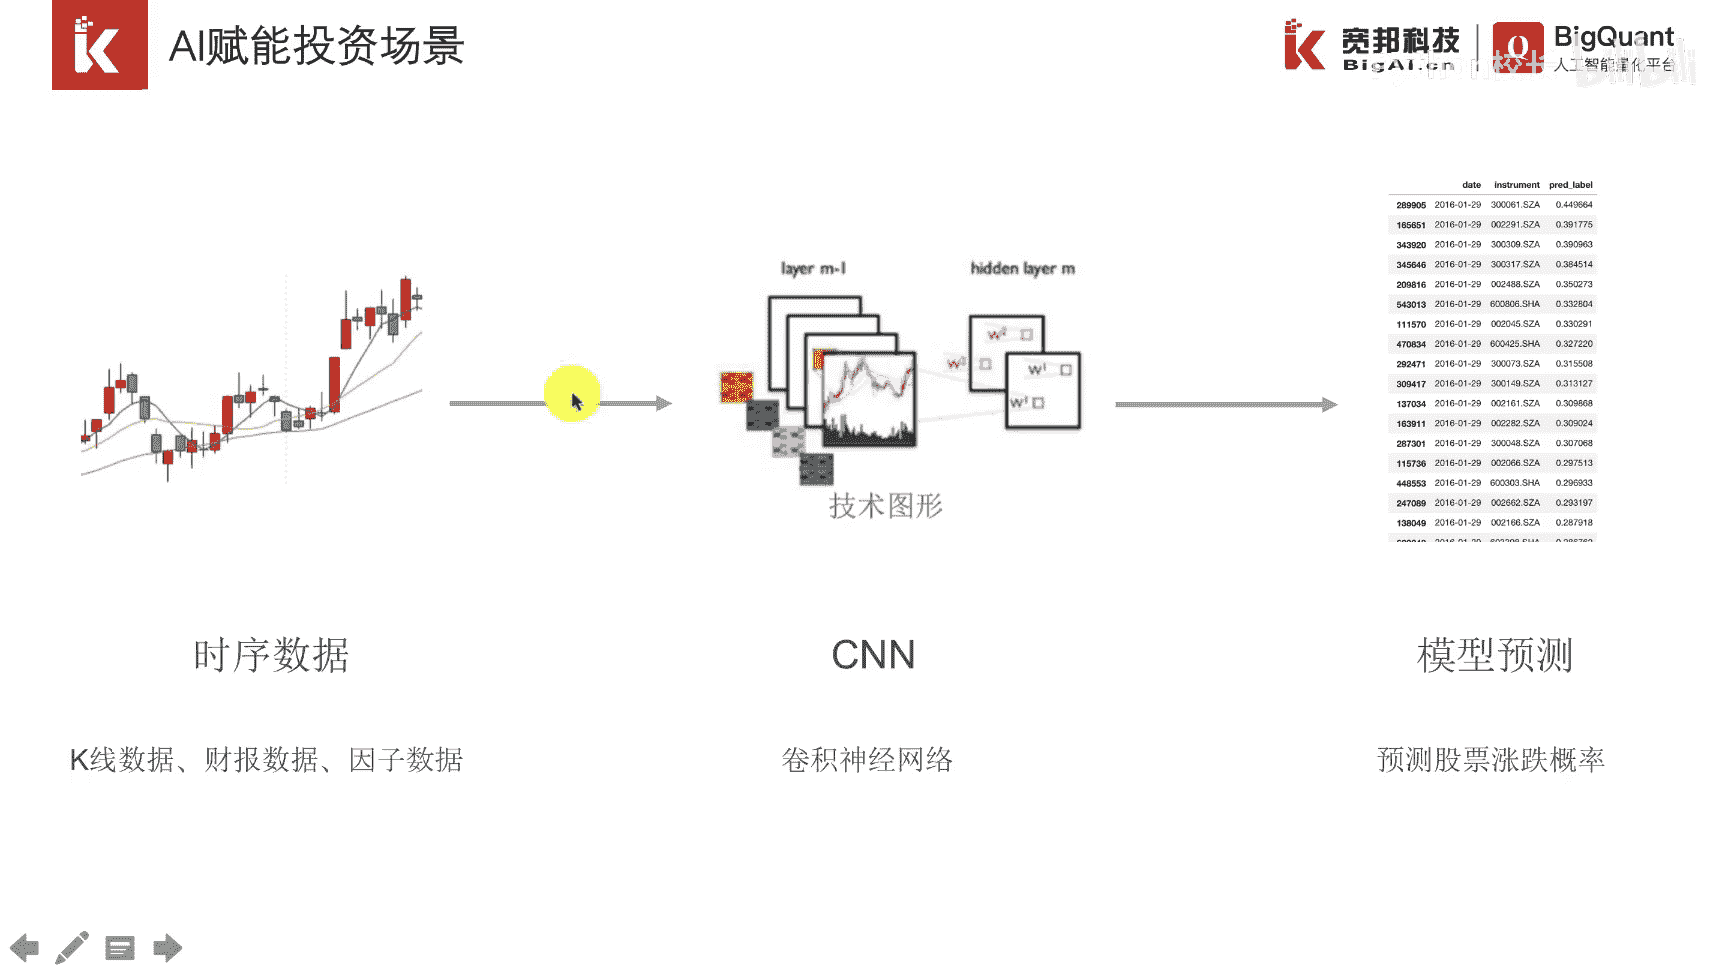 AI赋能投资场景
宽邦科技
BigAI.cn
BigQuant
人工智能量化平台
date instrument pred_label
289905 2016-01-29 300061.SZA 0.449664
165651 2016-01-29 002291.SZA 0.391775
343920 2016-01-29 300309.SZA 0.390963
345646 2016-01-29 300317.SZA 0.384514
209816 2016-01-29 002488.SZA 0.350273
543013 2016-01-29 600806.SHA 0.332804
111570 2016-01-29 002045.SZA 0.330291
470834 2016-01-29 600425.SHA 0.327220
292471 2016-01-29 300073.SZA 0.315508
309417 2016-01-29 300149.SZA 0.313127
137034 2016-01-29 002161.SZA 0.309868
163911 2016-01-29 002282.SZA 0.309024
287301 2016-01-29 300048.SZA 0.307068
115736 2016-01-29 002066.SZA 0.297513
448553 2016-01-29 600303.SHA 0.296933
247089 2016-01-29 002662.SZA 0.293197
138049 2016-01-29 002166.SZA 0.287918
layer m-1
hidden layer m
技术图形
时序数据
CNN
模型预测
K线数据、财报数据、因子数据
卷积神经网络
预测股票涨跌概率